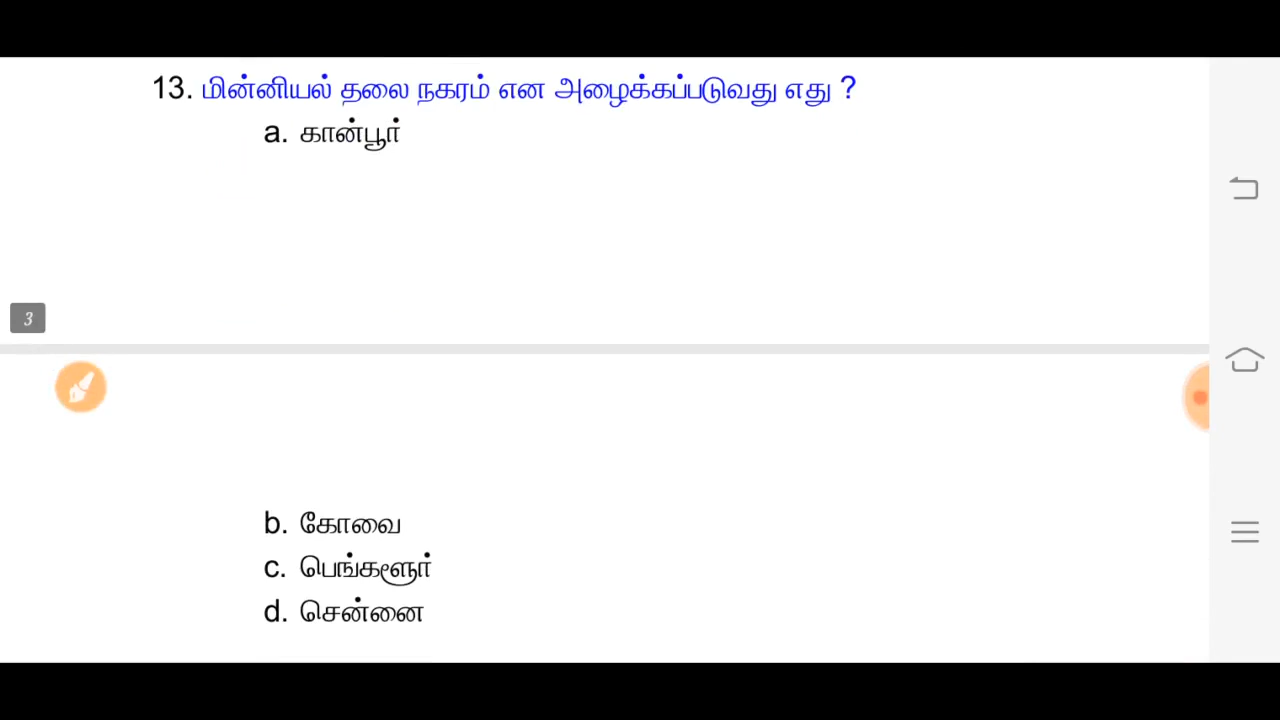 13. மின்னியல் தலை நகரம் என அழைக்கப்படுவது எது ?
a. கான்பூர்
3
b. கோவை
c. பெங்களூர்
d. சென்னை